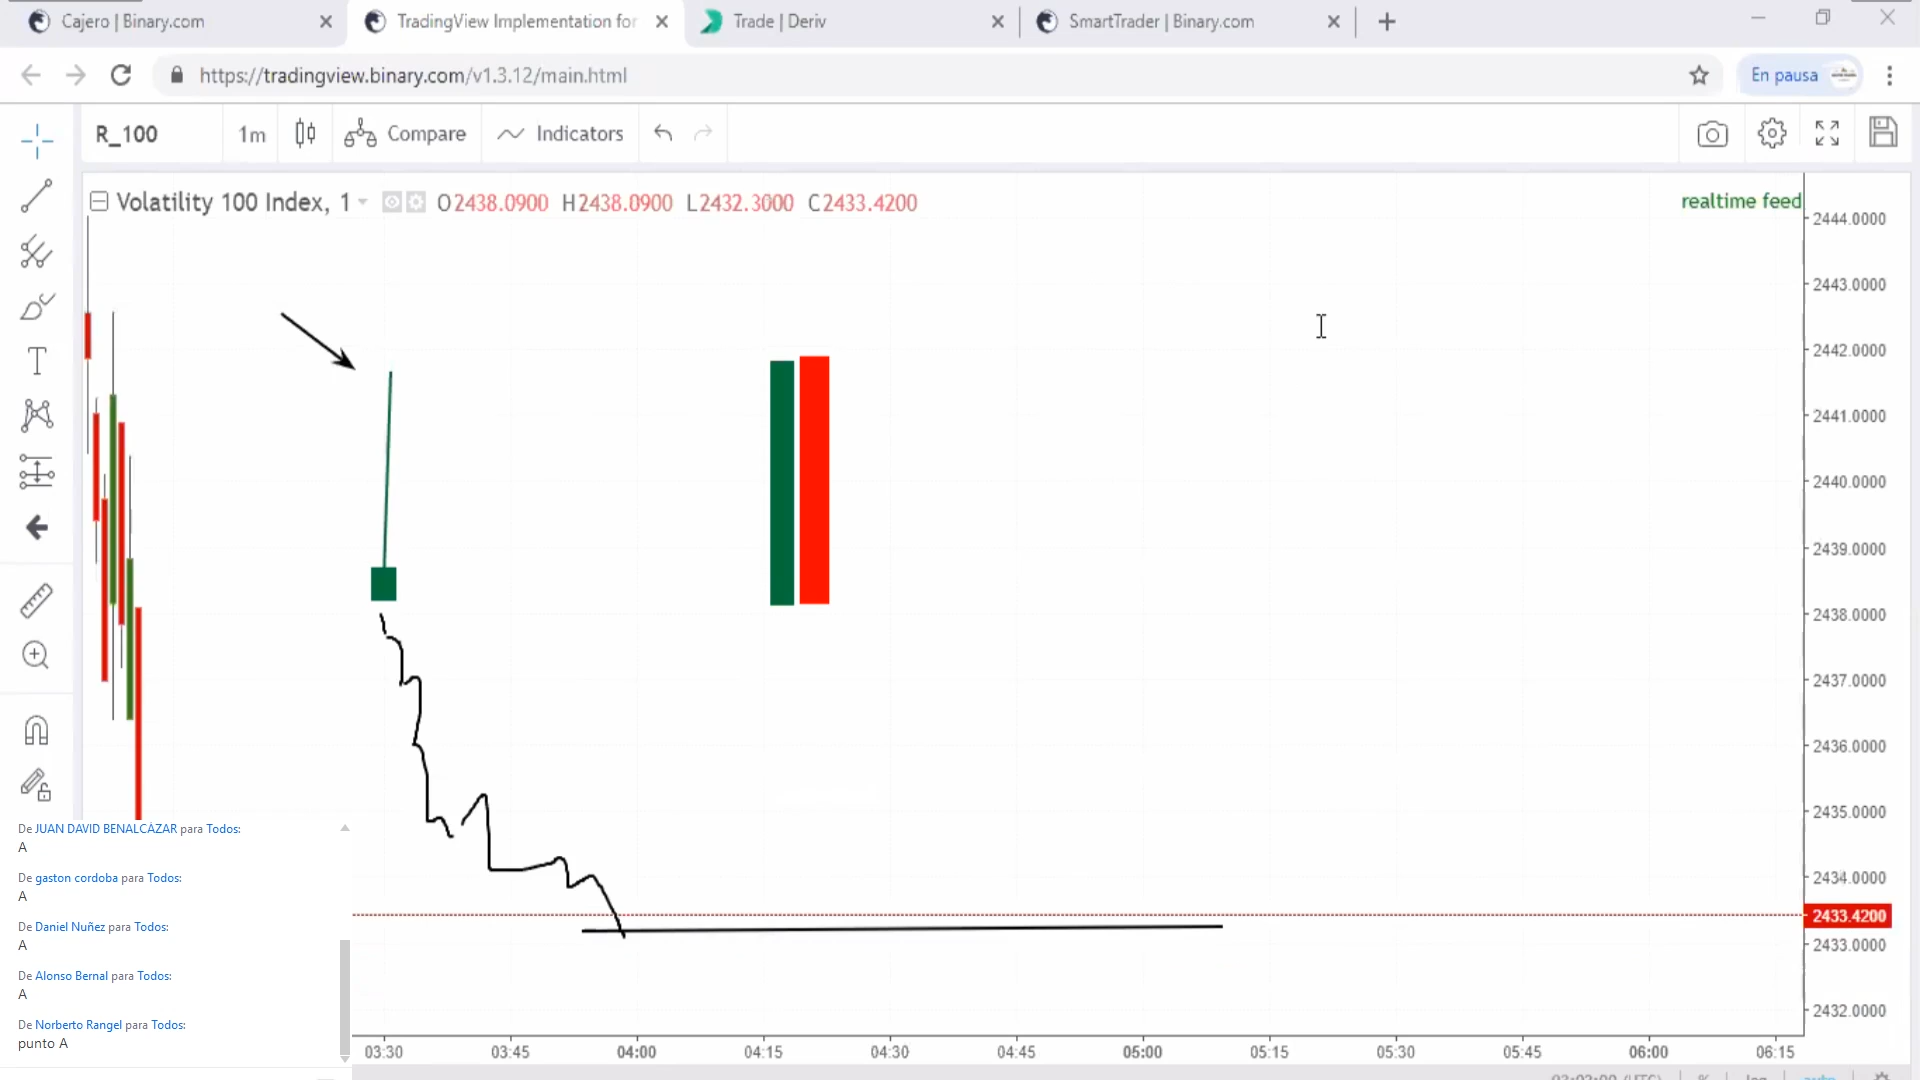 Cajero | Binary.com
TradingView Implementation for
Trade | Deriv
SmartTrader | Binary.com
https://tradingview.binary.com/v1.3.12/main.html
En pausa
R_100
1m
Compare
Indicators
Volatility 100 Index, 1
O2438.0900 H2438.0900 L2432.3000 C2433.4200
realtime feed
2444.0000
2443.0000
2442.0000
2441.0000
2440.0000
2439.0000
2438.0000
2437.0000
2436.0000
2435.0000
2434.0000
2433.4200
2433.0000
2432.0000
De JUAN DAVID BENALCÁZAR para Todos:
A
De gaston cordoba para Todos:
A
De Daniel Nuñez para Todos:
A
De Alonso Bernal para Todos:
A
De Norberto Rangel para Todos:
punto A
03:30 03:45 04:00 04:15 04:30 04:45 05:00 05:15 05:30 05:45 06:00 06:15